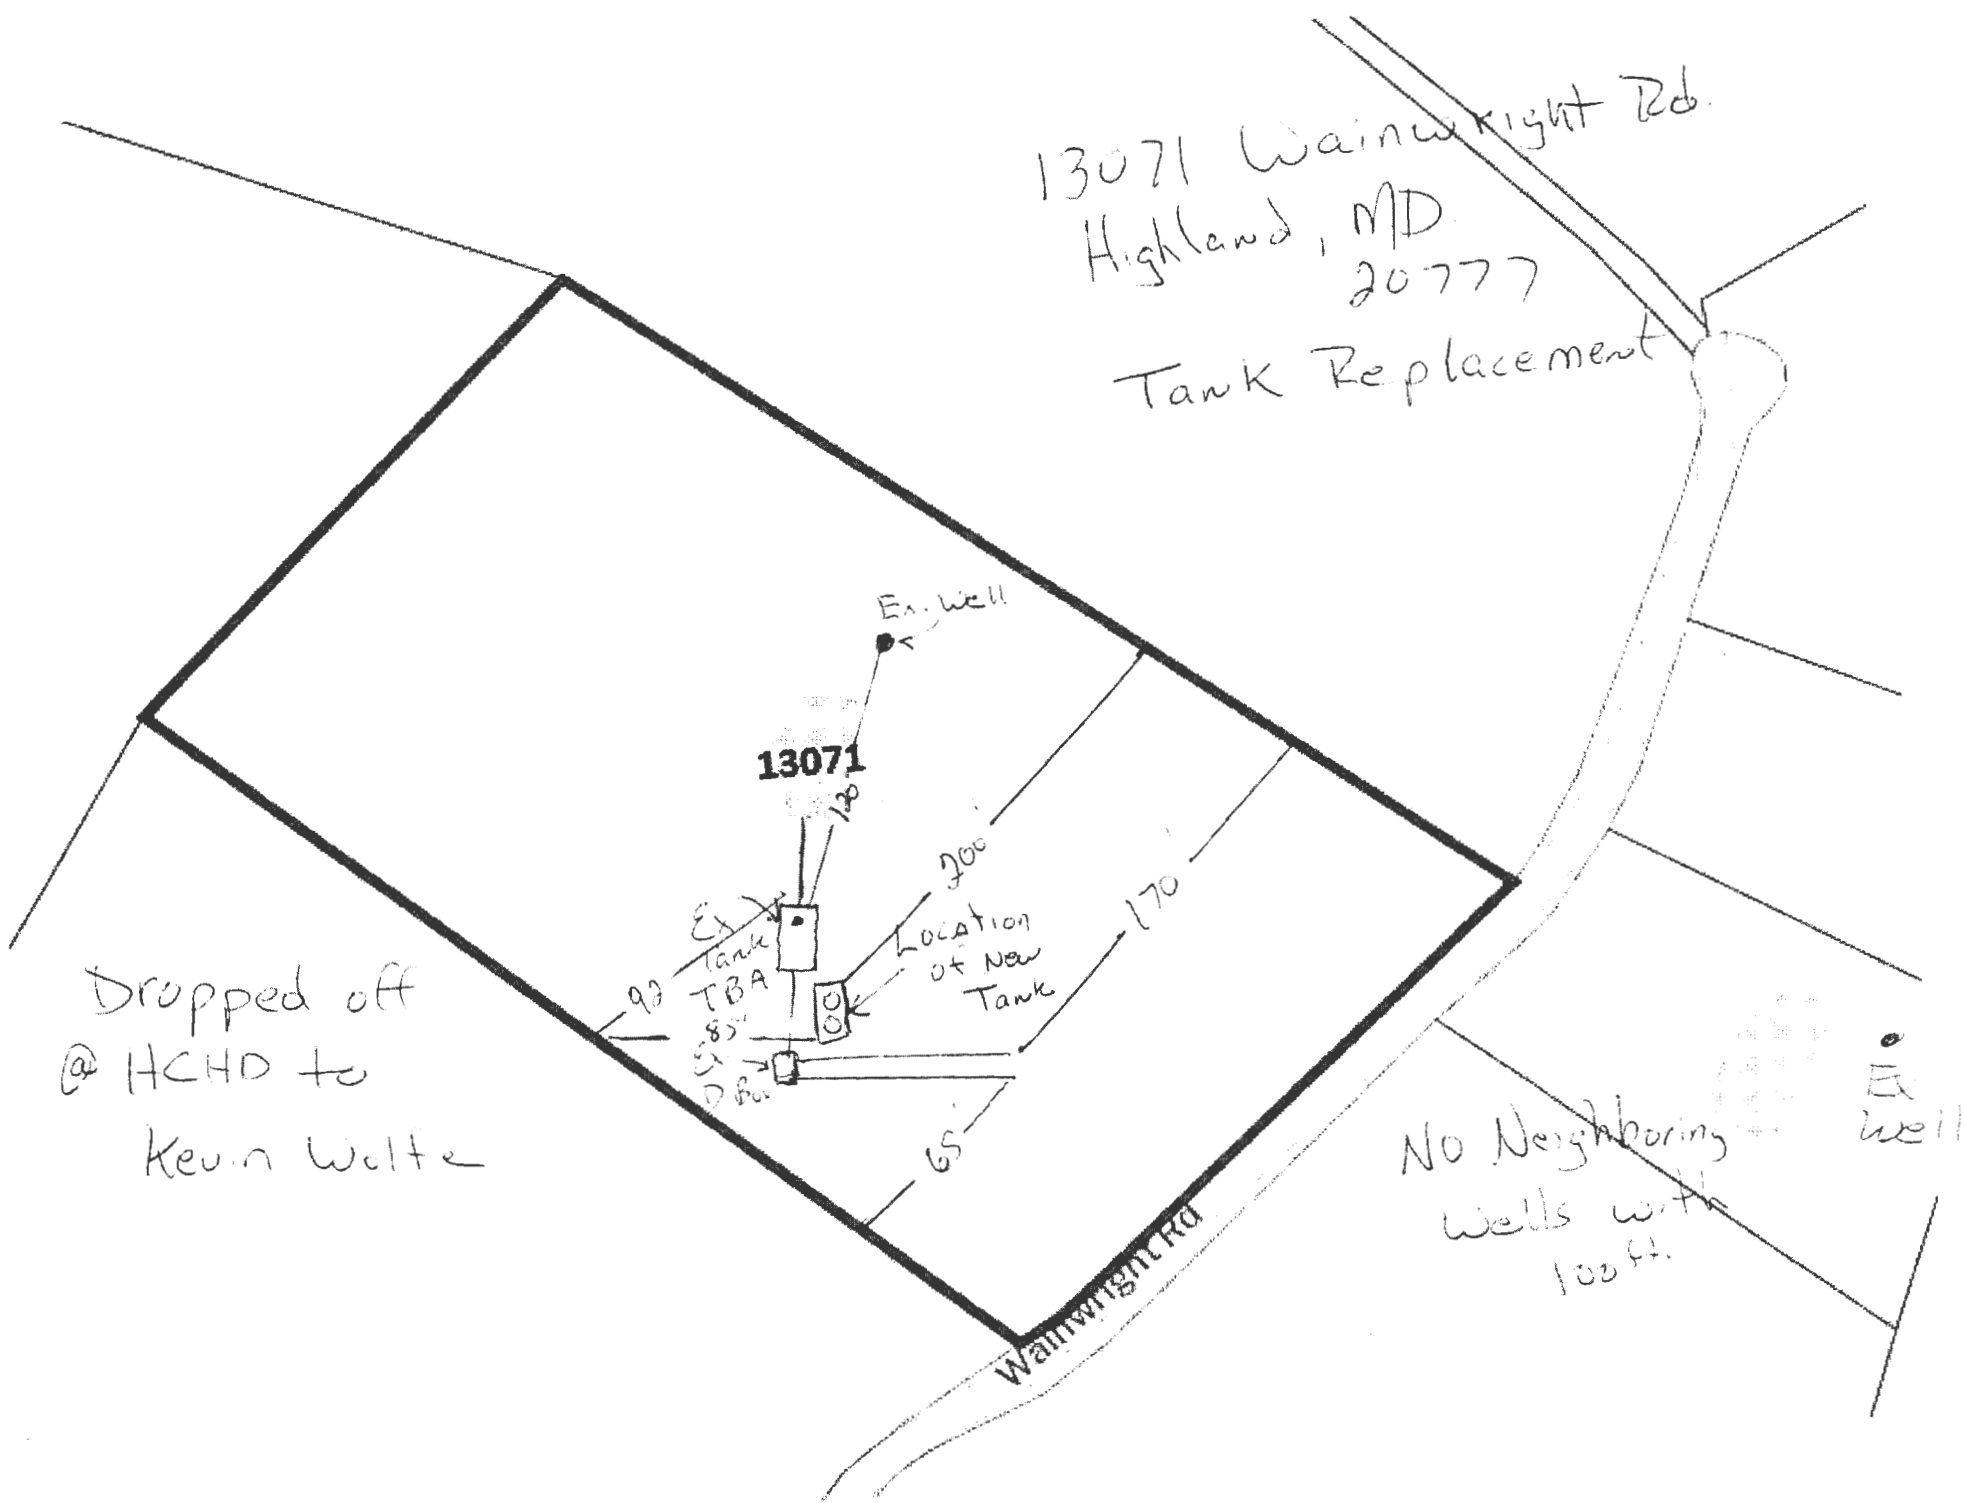 13071 Wainwright Rd.
Highland, MD
20777
Tank Replacement
Ex. Well
13071
120
200
170
Ex
Tank
TBA
Location
of New
Tank
92
85'
Ex
D Box
65
Dropped off
@ HCHD to
Kevin Wolfe
Wainwright Rd
Ex
Well
No Neighboring
Wells with
100 ft.